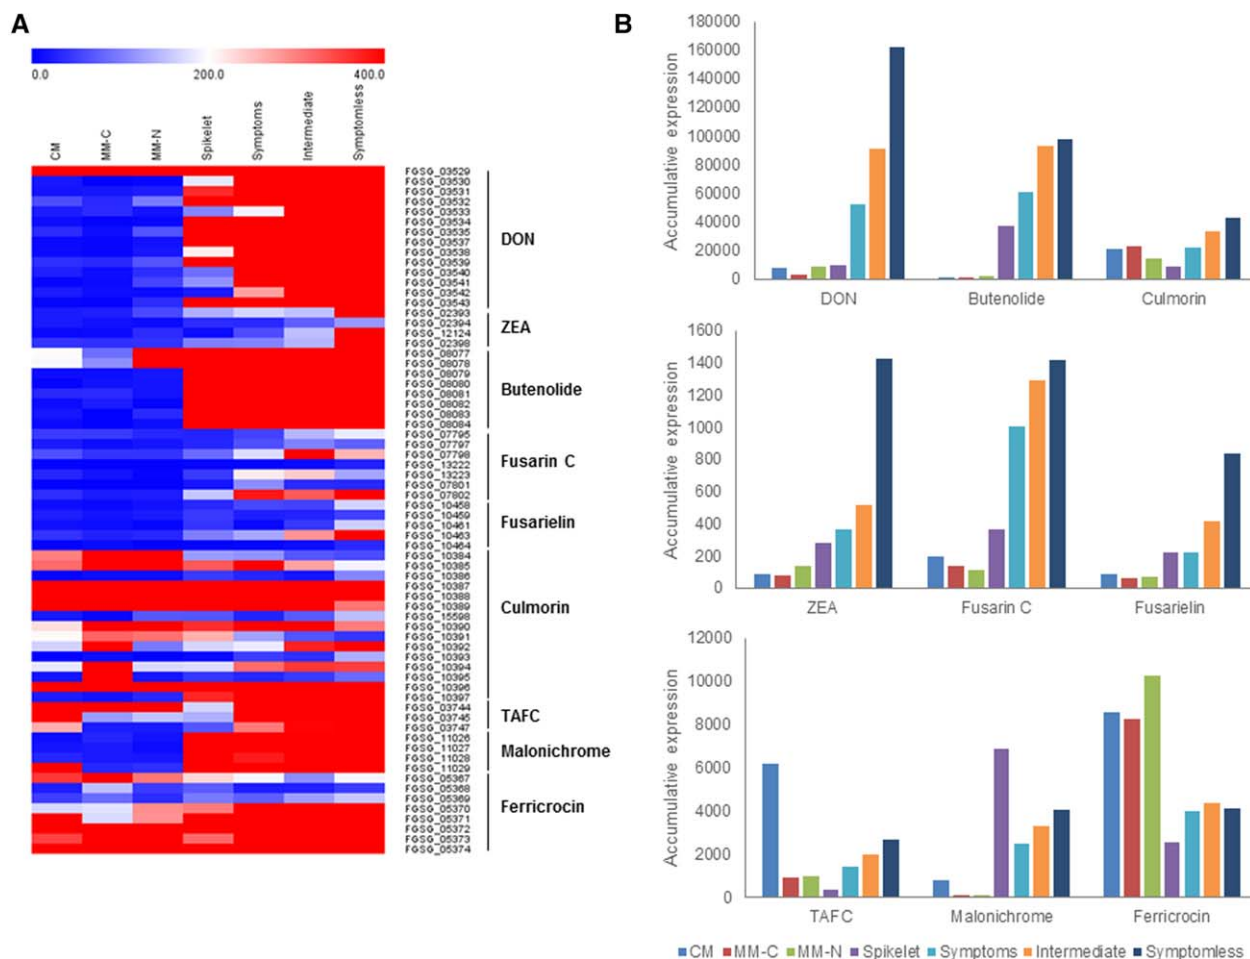 A
0.0 200.0 400.0
CM MM-C MM-N Spikelet Symptoms Intermediate Symptomless
FGSG_03529
FGSG_03530
FGSG_03531
FGSG_03532
FGSG_03533
FGSG_03534
FGSG_03535
FGSG_03537
FGSG_03538
FGSG_03539
FGSG_03540
FGSG_03541
FGSG_03542
FGSG_03543
DON
FGSG_02393
FGSG_02394
FGSG_12124
FGSG_02398
ZEA
FGSG_08077
FGSG_08078
FGSG_08079
FGSG_08080
FGSG_08081
FGSG_08082
FGSG_08083
FGSG_08084
Butenolide
FGSG_07795
FGSG_07797
FGSG_07798
FGSG_13222
FGSG_13223
FGSG_07801
FGSG_07802
Fusarin C
FGSG_10458
FGSG_10459
FGSG_10461
FGSG_10463
FGSG_10464
Fusarielin
FGSG_10384
FGSG_10385
FGSG_10386
FGSG_10387
FGSG_10388
FGSG_10389
FGSG_15598
FGSG_10390
FGSG_10391
FGSG_10392
FGSG_10393
FGSG_10394
FGSG_10395
FGSG_10396
FGSG_10397
Culmorin
FGSG_03744
FGSG_03745
FGSG_03747
TAFC
FGSG_11026
FGSG_11027
FGSG_11028
FGSG_11029
Malonichrome
FGSG_05367
FGSG_05368
FGSG_05369
FGSG_05370
FGSG_05371
FGSG_05372
FGSG_05373
FGSG_05374
Ferricrocin
B
Accumulative expression
180000
160000
140000
120000
100000
80000
60000
40000
20000
0
DON Butenolide Culmorin
Accumulative expression
1600
1400
1200
1000
800
600
400
200
0
ZEA Fusarin C Fusarielin
Accumulative expression
12000
10000
8000
6000
4000
2000
0
TAFC Malonichrome Ferricrocin
CM MM-C MM-N Spikelet Symptoms Intermediate Symptomless